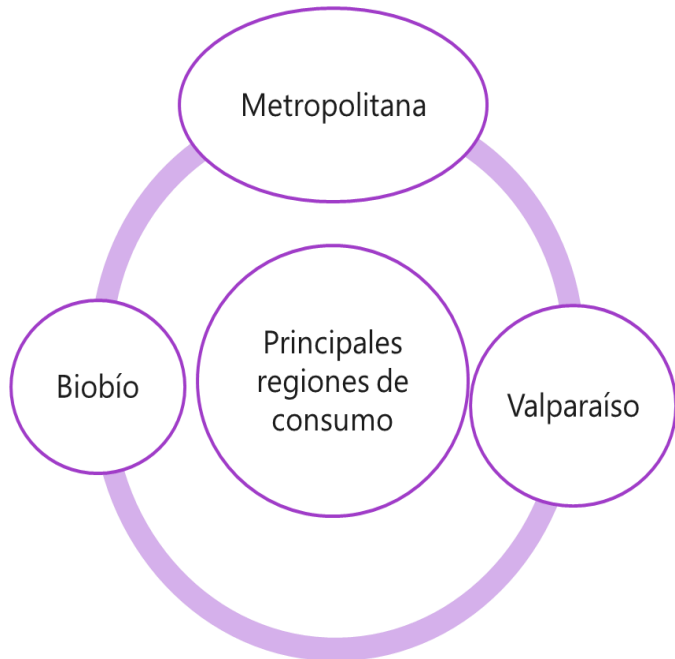 Metropolitana
Principales
regiones de
consumo
Biobío
Valparaíso